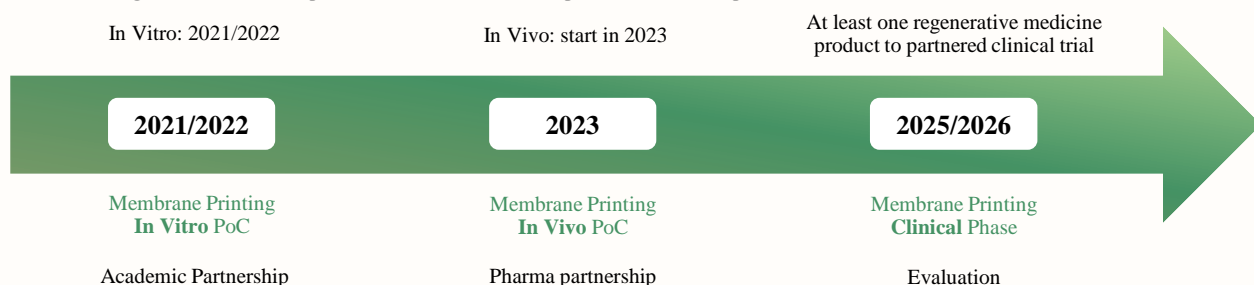 In Vitro: 2021/2022
In Vivo: start in 2023
At least one regenerative medicine
product to partnered clinical trial
2021/2022
2023
2025/2026
Membrane Printing
In Vitro PoC
Membrane Printing
In Vivo PoC
Membrane Printing
Clinical Phase
Academic Partnership
Pharma partnership
Evaluation